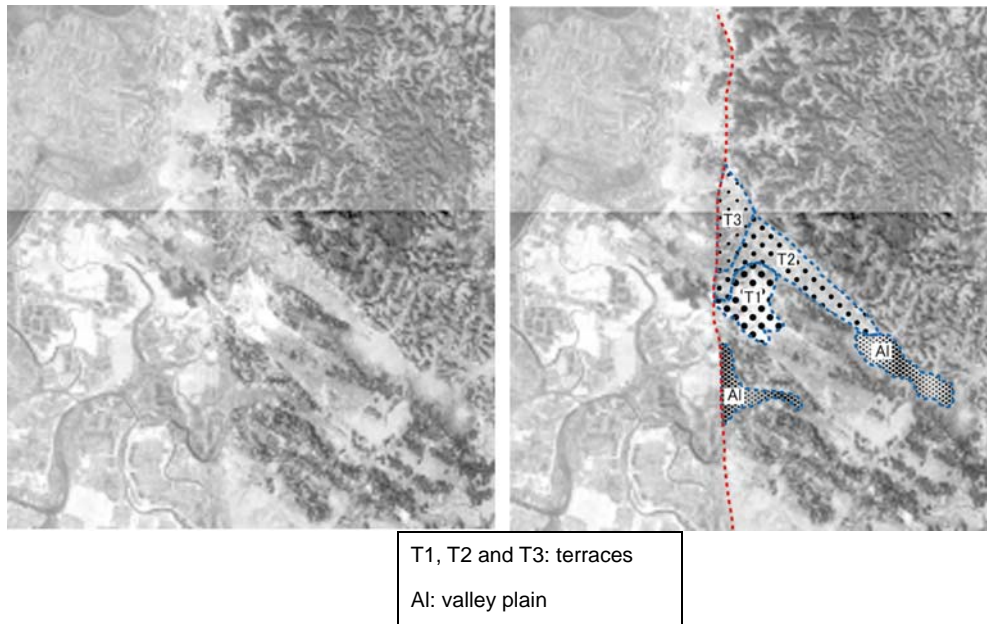 T3
T2
T1
Al
Al
T1, T2 and T3: terraces
Al: valley plain